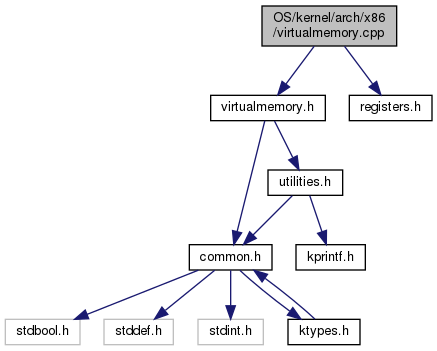 OS/kernel/arch/x86
/virtualmemory.cpp
virtualmemory.h
registers.h
utilities.h
common.h
kprintf.h
stdbool.h
stddef.h
stdint.h
ktypes.h